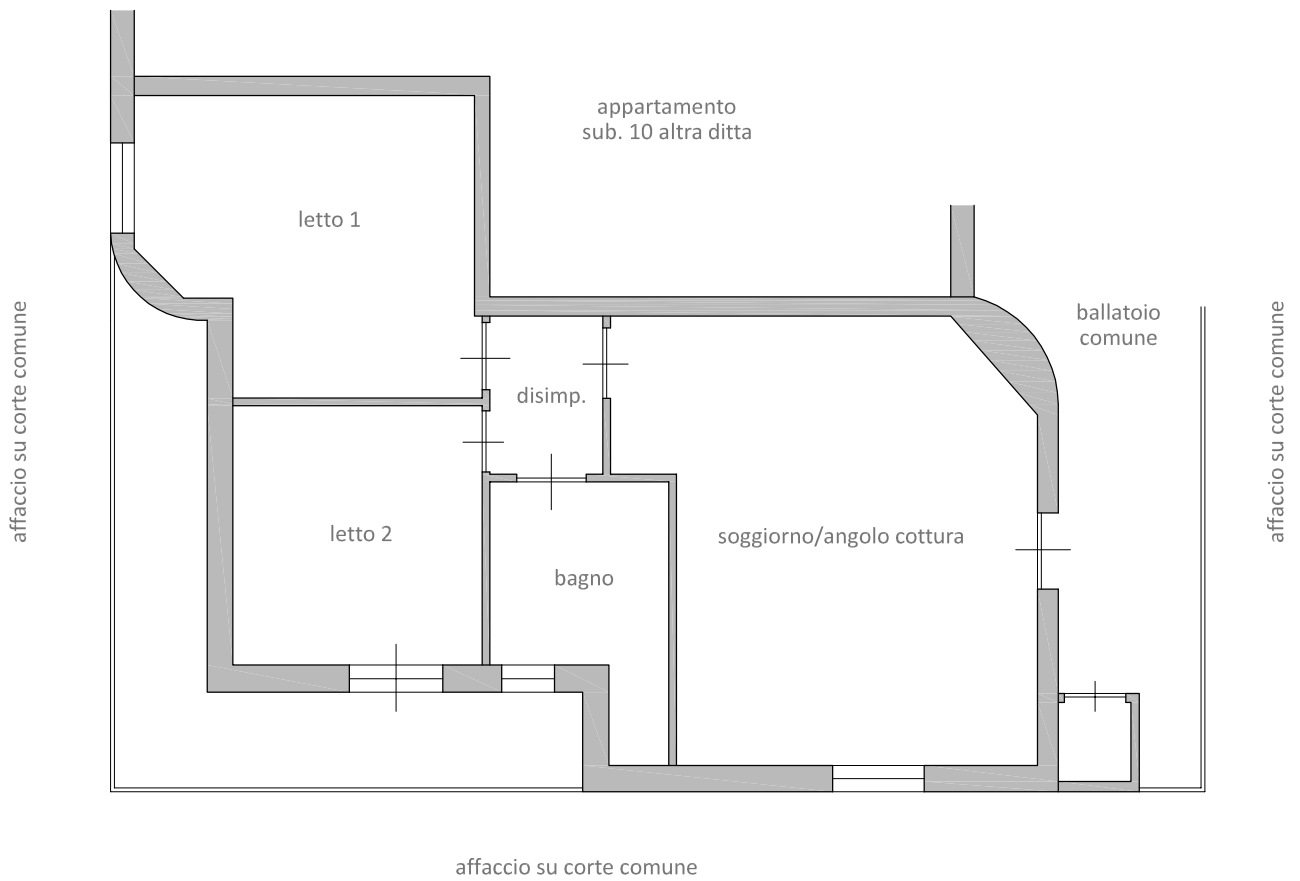 appartamento
sub. 10 altra ditta
letto 1
ballatoio
comune
affaccio su corte comune
affaccio su corte comune
disimp.
letto 2
soggiorno/angolo cottura
bagno
affaccio su corte comune